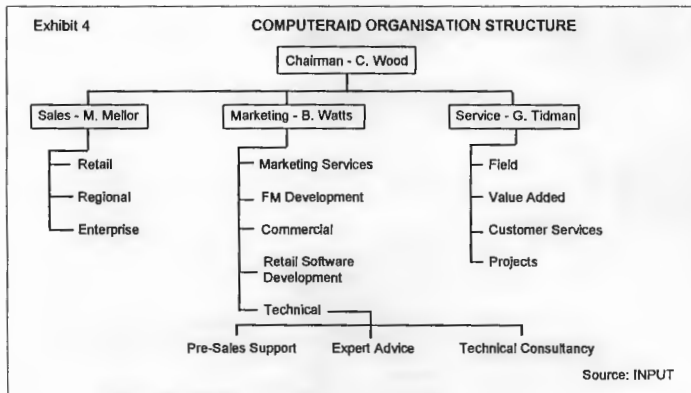 Exhibit 4
COMPUTERAID ORGANISATION STRUCTURE
Chairman - C. Wood
Sales - M. Mellor
Marketing - B. Watts
Service - G. Tidman
Retail
Regional
Enterprise
Marketing Services
FM Development
Commercial
Retail Software
Development
Technical
Field
Value Added
Customer Services
Projects
Pre-Sales Support
Expert Advice
Technical Consultancy
Source: INPUT